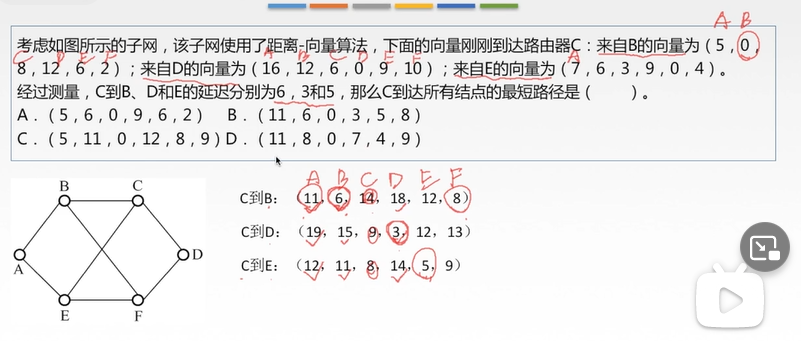 A B
考虑如图所示的子网，该子网使用了距离-向量算法，下面的向量刚刚到达路由器C：来自B的向量为（5，0，
C D E F A B C D E F A
8，12，6，2）；来自D的向量为（16，12，6，0，9，10）；来自E的向量为（7，6，3，9，0，4）。
经过测量，C到B、D和E的延迟分别为6，3和5，那么C到达所有结点的最短路径是（ ）。
A．（5，6，0，9，6，2） B．（11，6，0，3，5，8）
C．（5，11，0，12，8，9）D．（11，8，0，7，4，9）
A B C D E F
C到B：（11，6，14，18，12，8）
C到D：（19，15，9，3，12，13）
C到E：（12，11，8，14，5，9）
B C
A D
E F